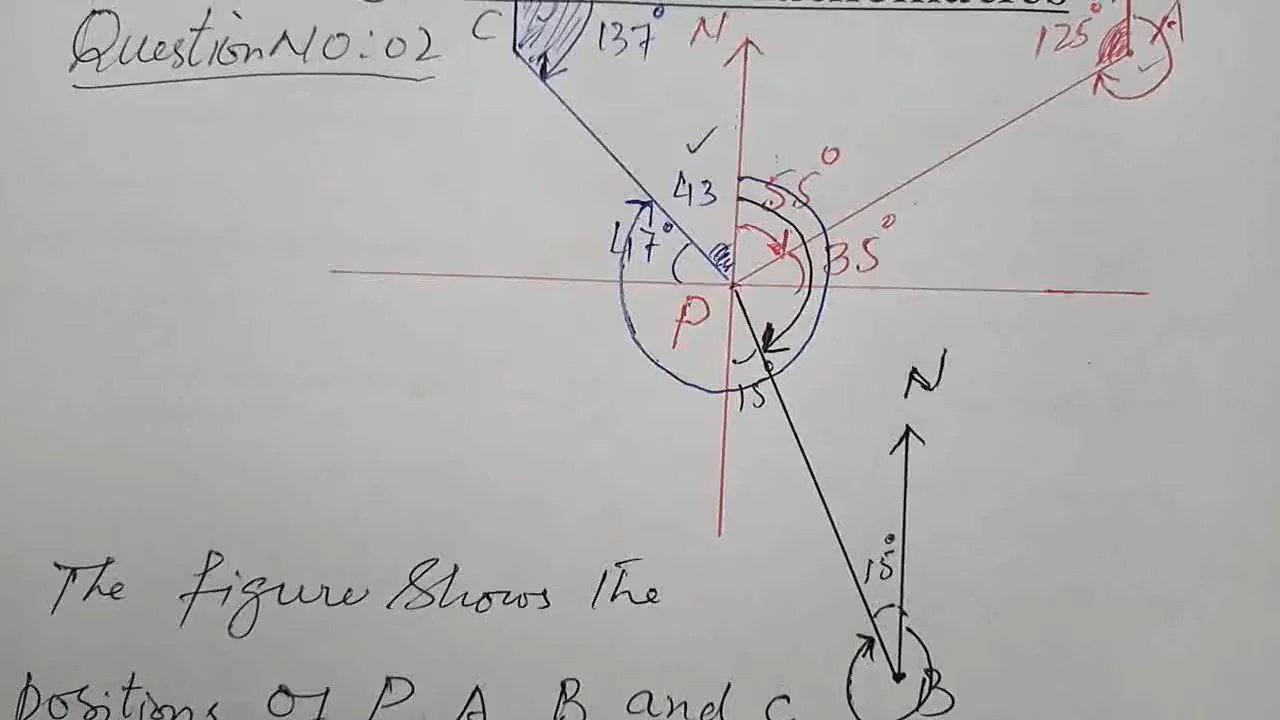 Question NO: 02
C
137°
N
125°
A
43
55°
47°
35°
P
15°
N
15°
B
The figure Shows the
Positions of P A B and C